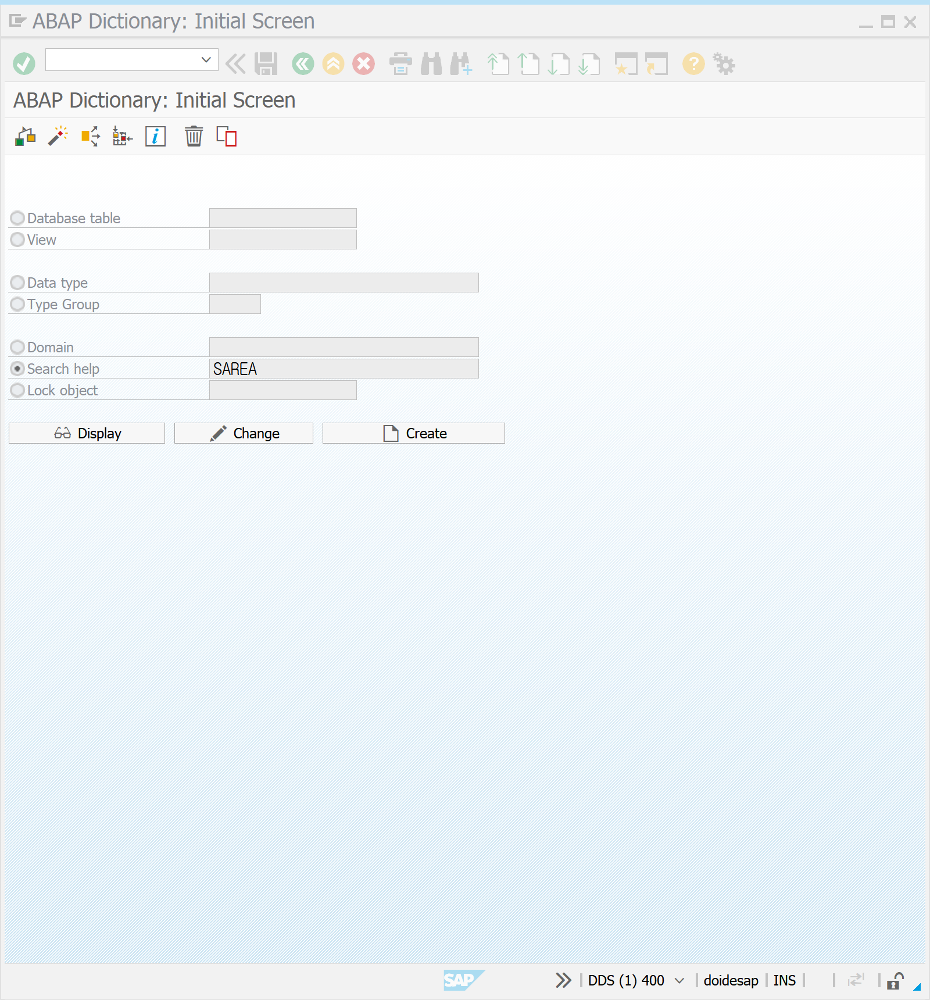 ABAP Dictionary: Initial Screen
ABAP Dictionary: Initial Screen
Database table
View
Data type
Type Group
Domain
Search help SAREA
Lock object
Display Change Create
SAP DDS (1) 400 doidesap INS